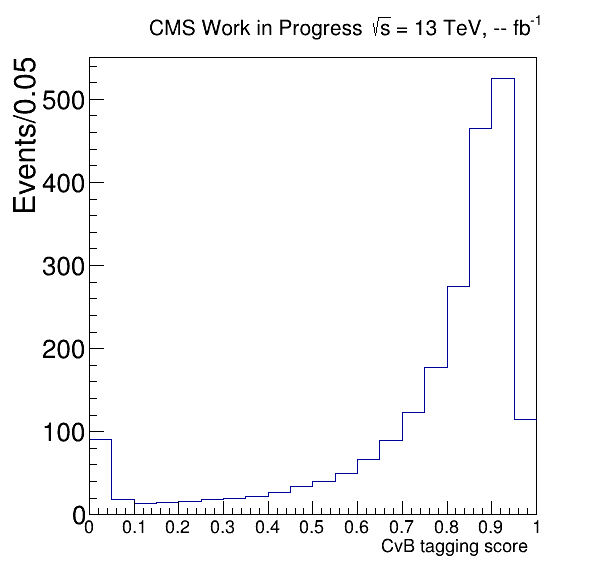 CMS Work in Progress √s = 13 TeV, -- fb⁻¹
Events/0.05
500
400
300
200
100
0
0 0.1 0.2 0.3 0.4 0.5 0.6 0.7 0.8 0.9 1
CvB tagging score